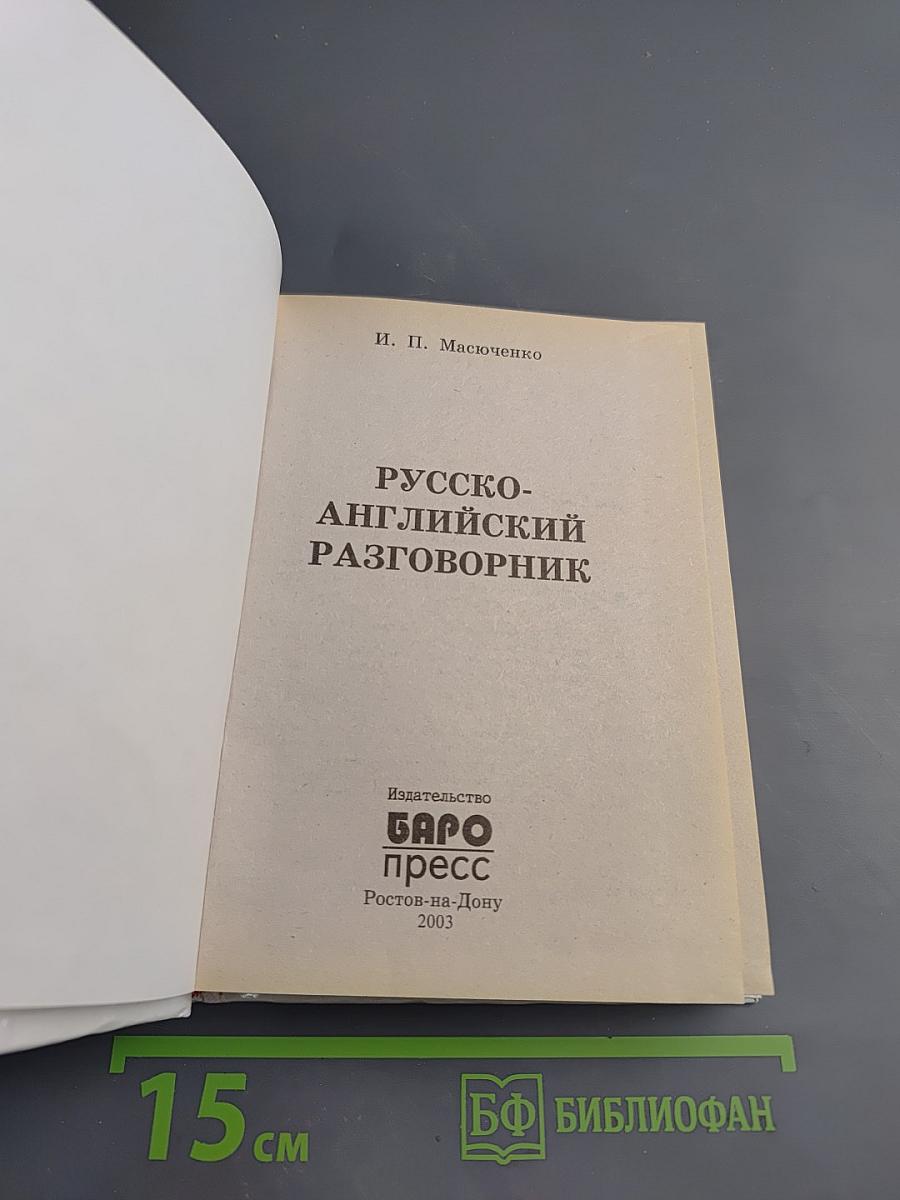 И. П. Масюченко
РУССКО-
АНГЛИЙСКИЙ
РАЗГОВОРНИК
Издательство
БАРО
пресс
Ростов-на-Дону
2003
15 см
БФ БИБЛИОФАН